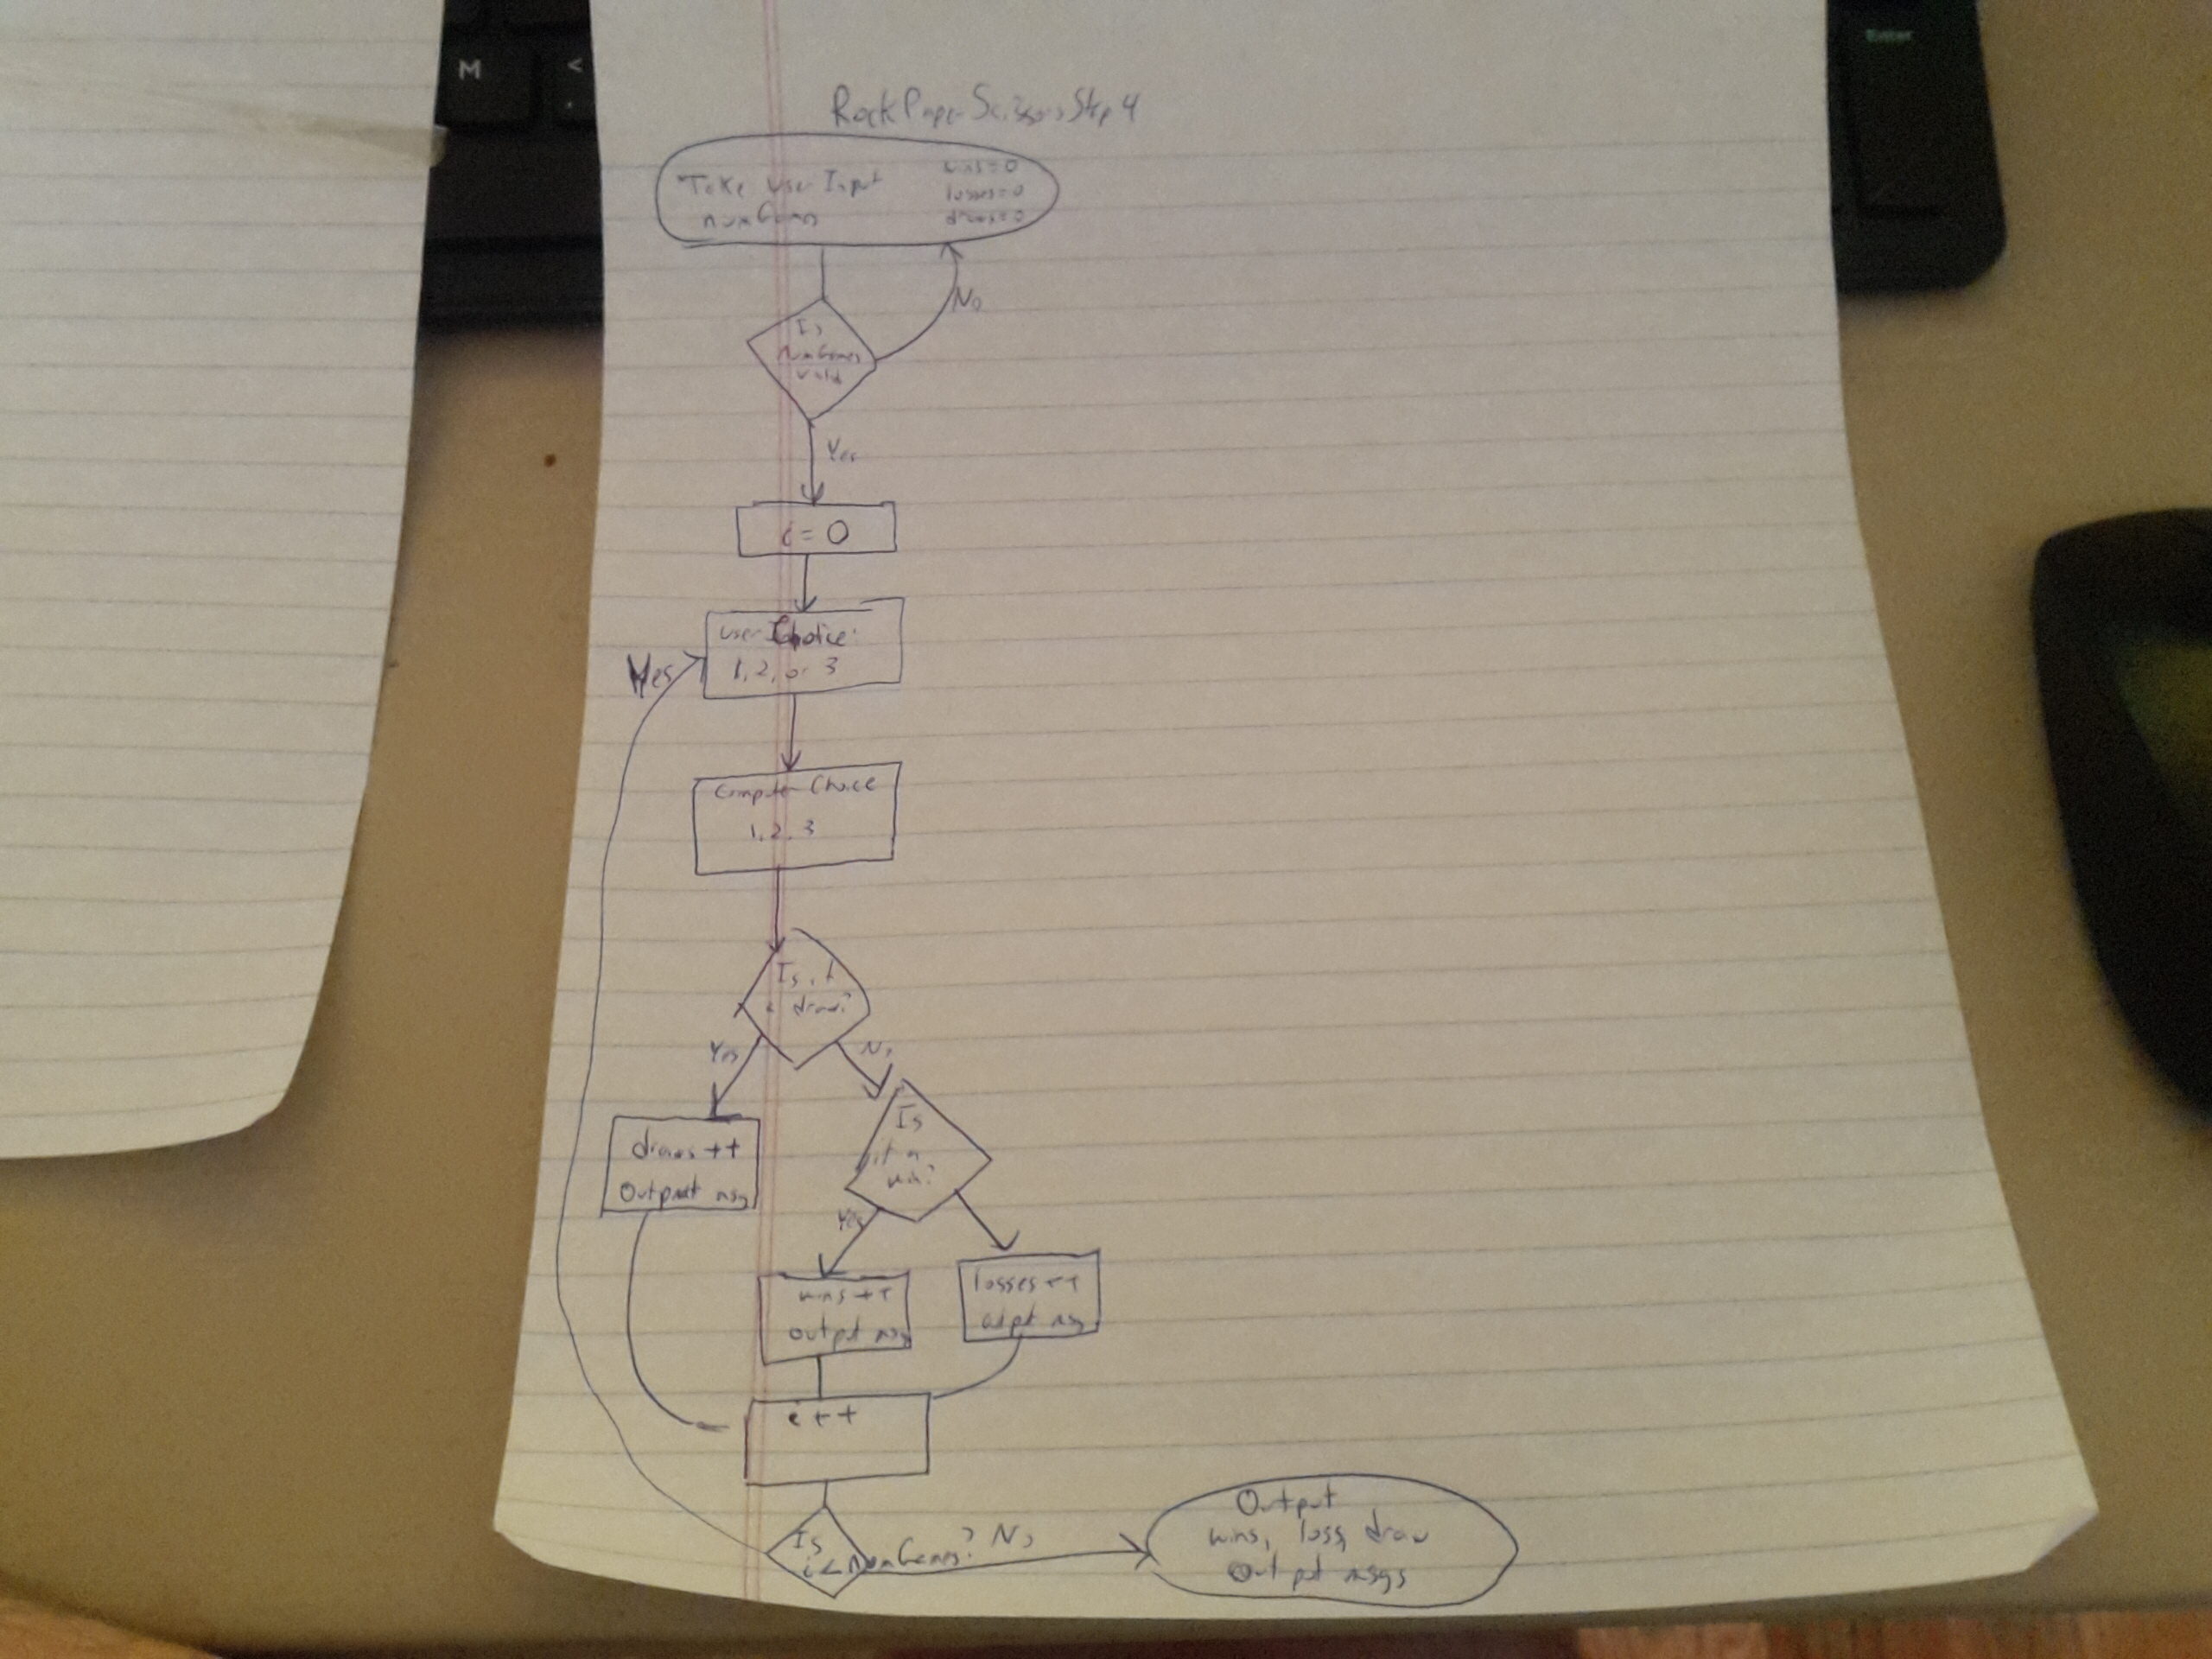 M
<
,
Enter
RockPaperScissorsStep4
Take user Input
numGames
wins=0
losses=0
draws=0
No
Is
numGames
valid
Yes
i = 0
user Choice:
1, 2, or 3
Yes
Computer Choice
1, 2, 3
Is it
a draw?
Yes
No
draws ++
Output msg
Is
it a
win?
Yes
wins ++
output msg
losses ++
output msg
i ++
Is
i < numGames?
No
Output
wins, loss, draw
Output msgs